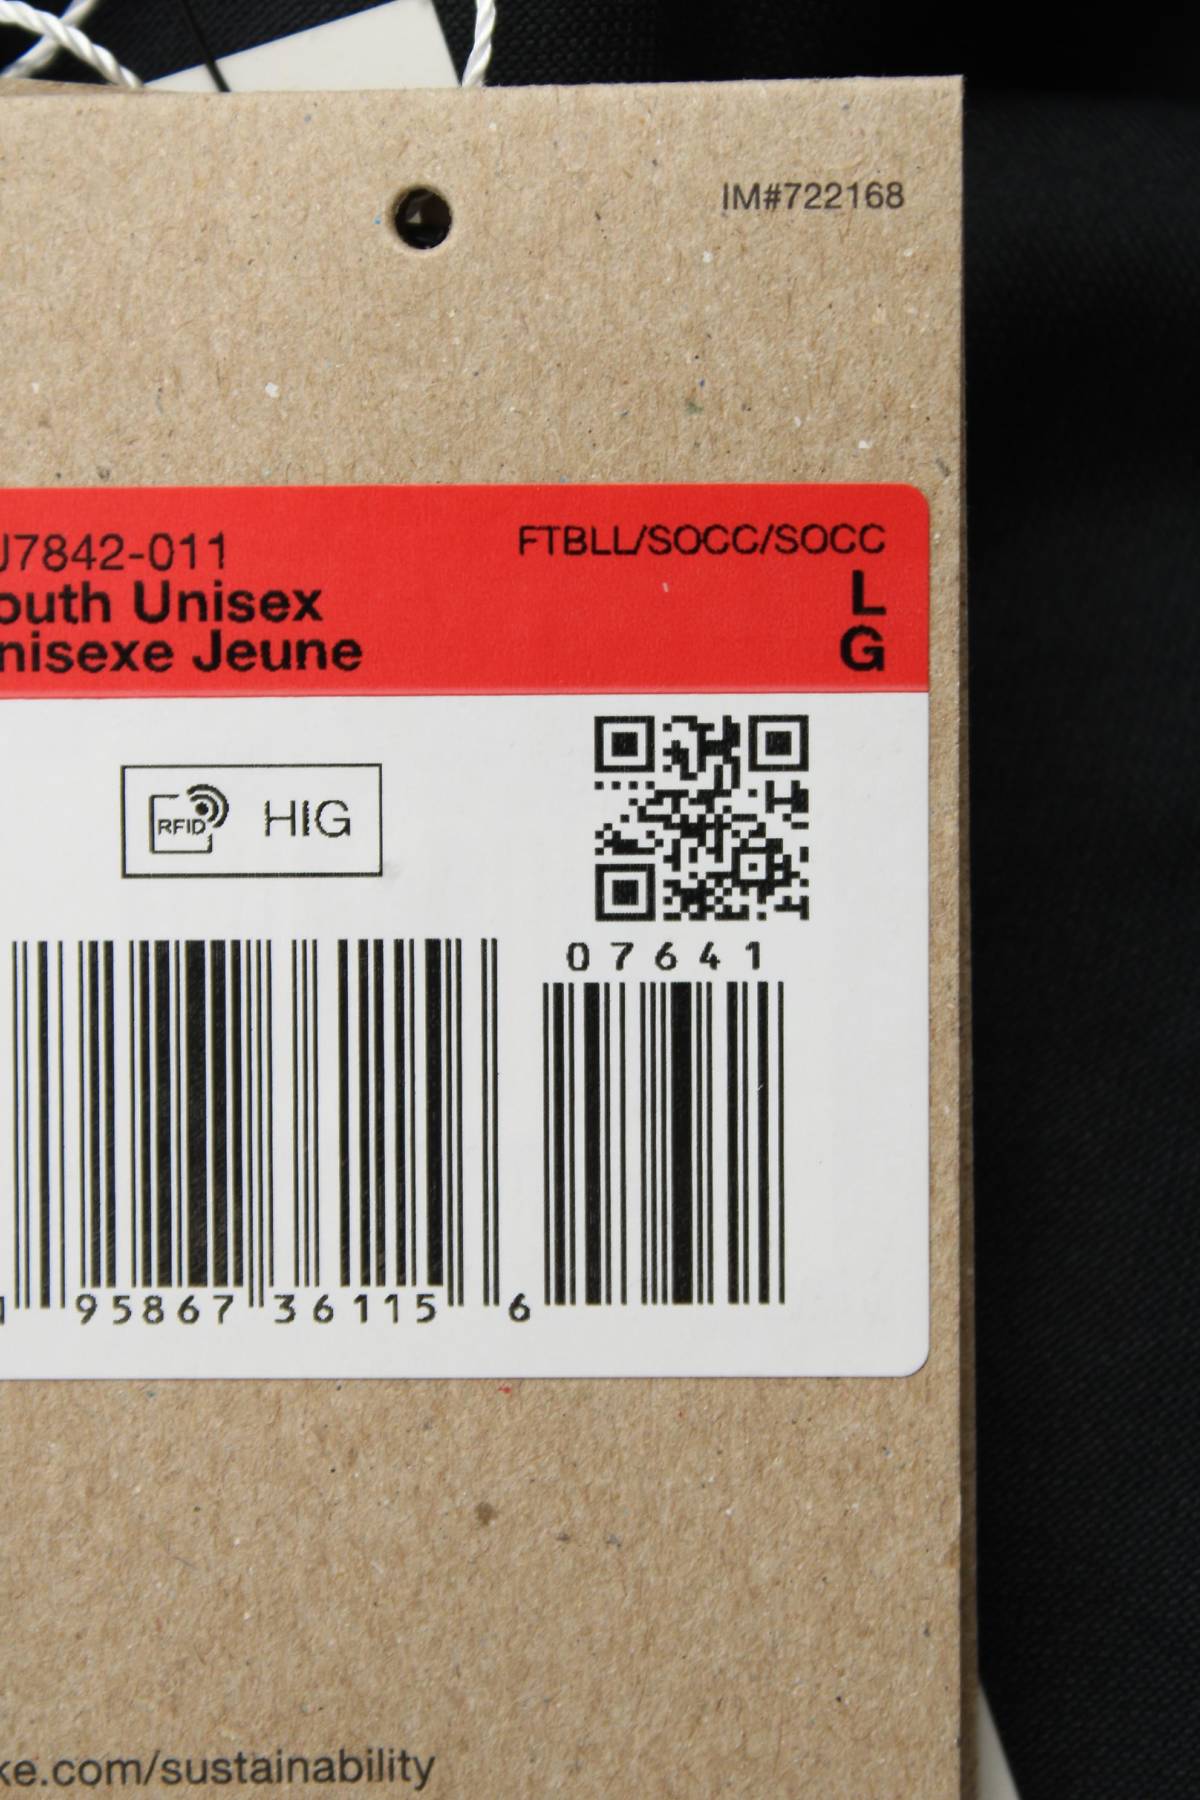 IM#722168
J7842-011
FTBLL/SOCC/SOCC
outh Unisex
L
nisexe Jeune
G
RFID HIG
07641
95867 36115 6
ke.com/sustainability